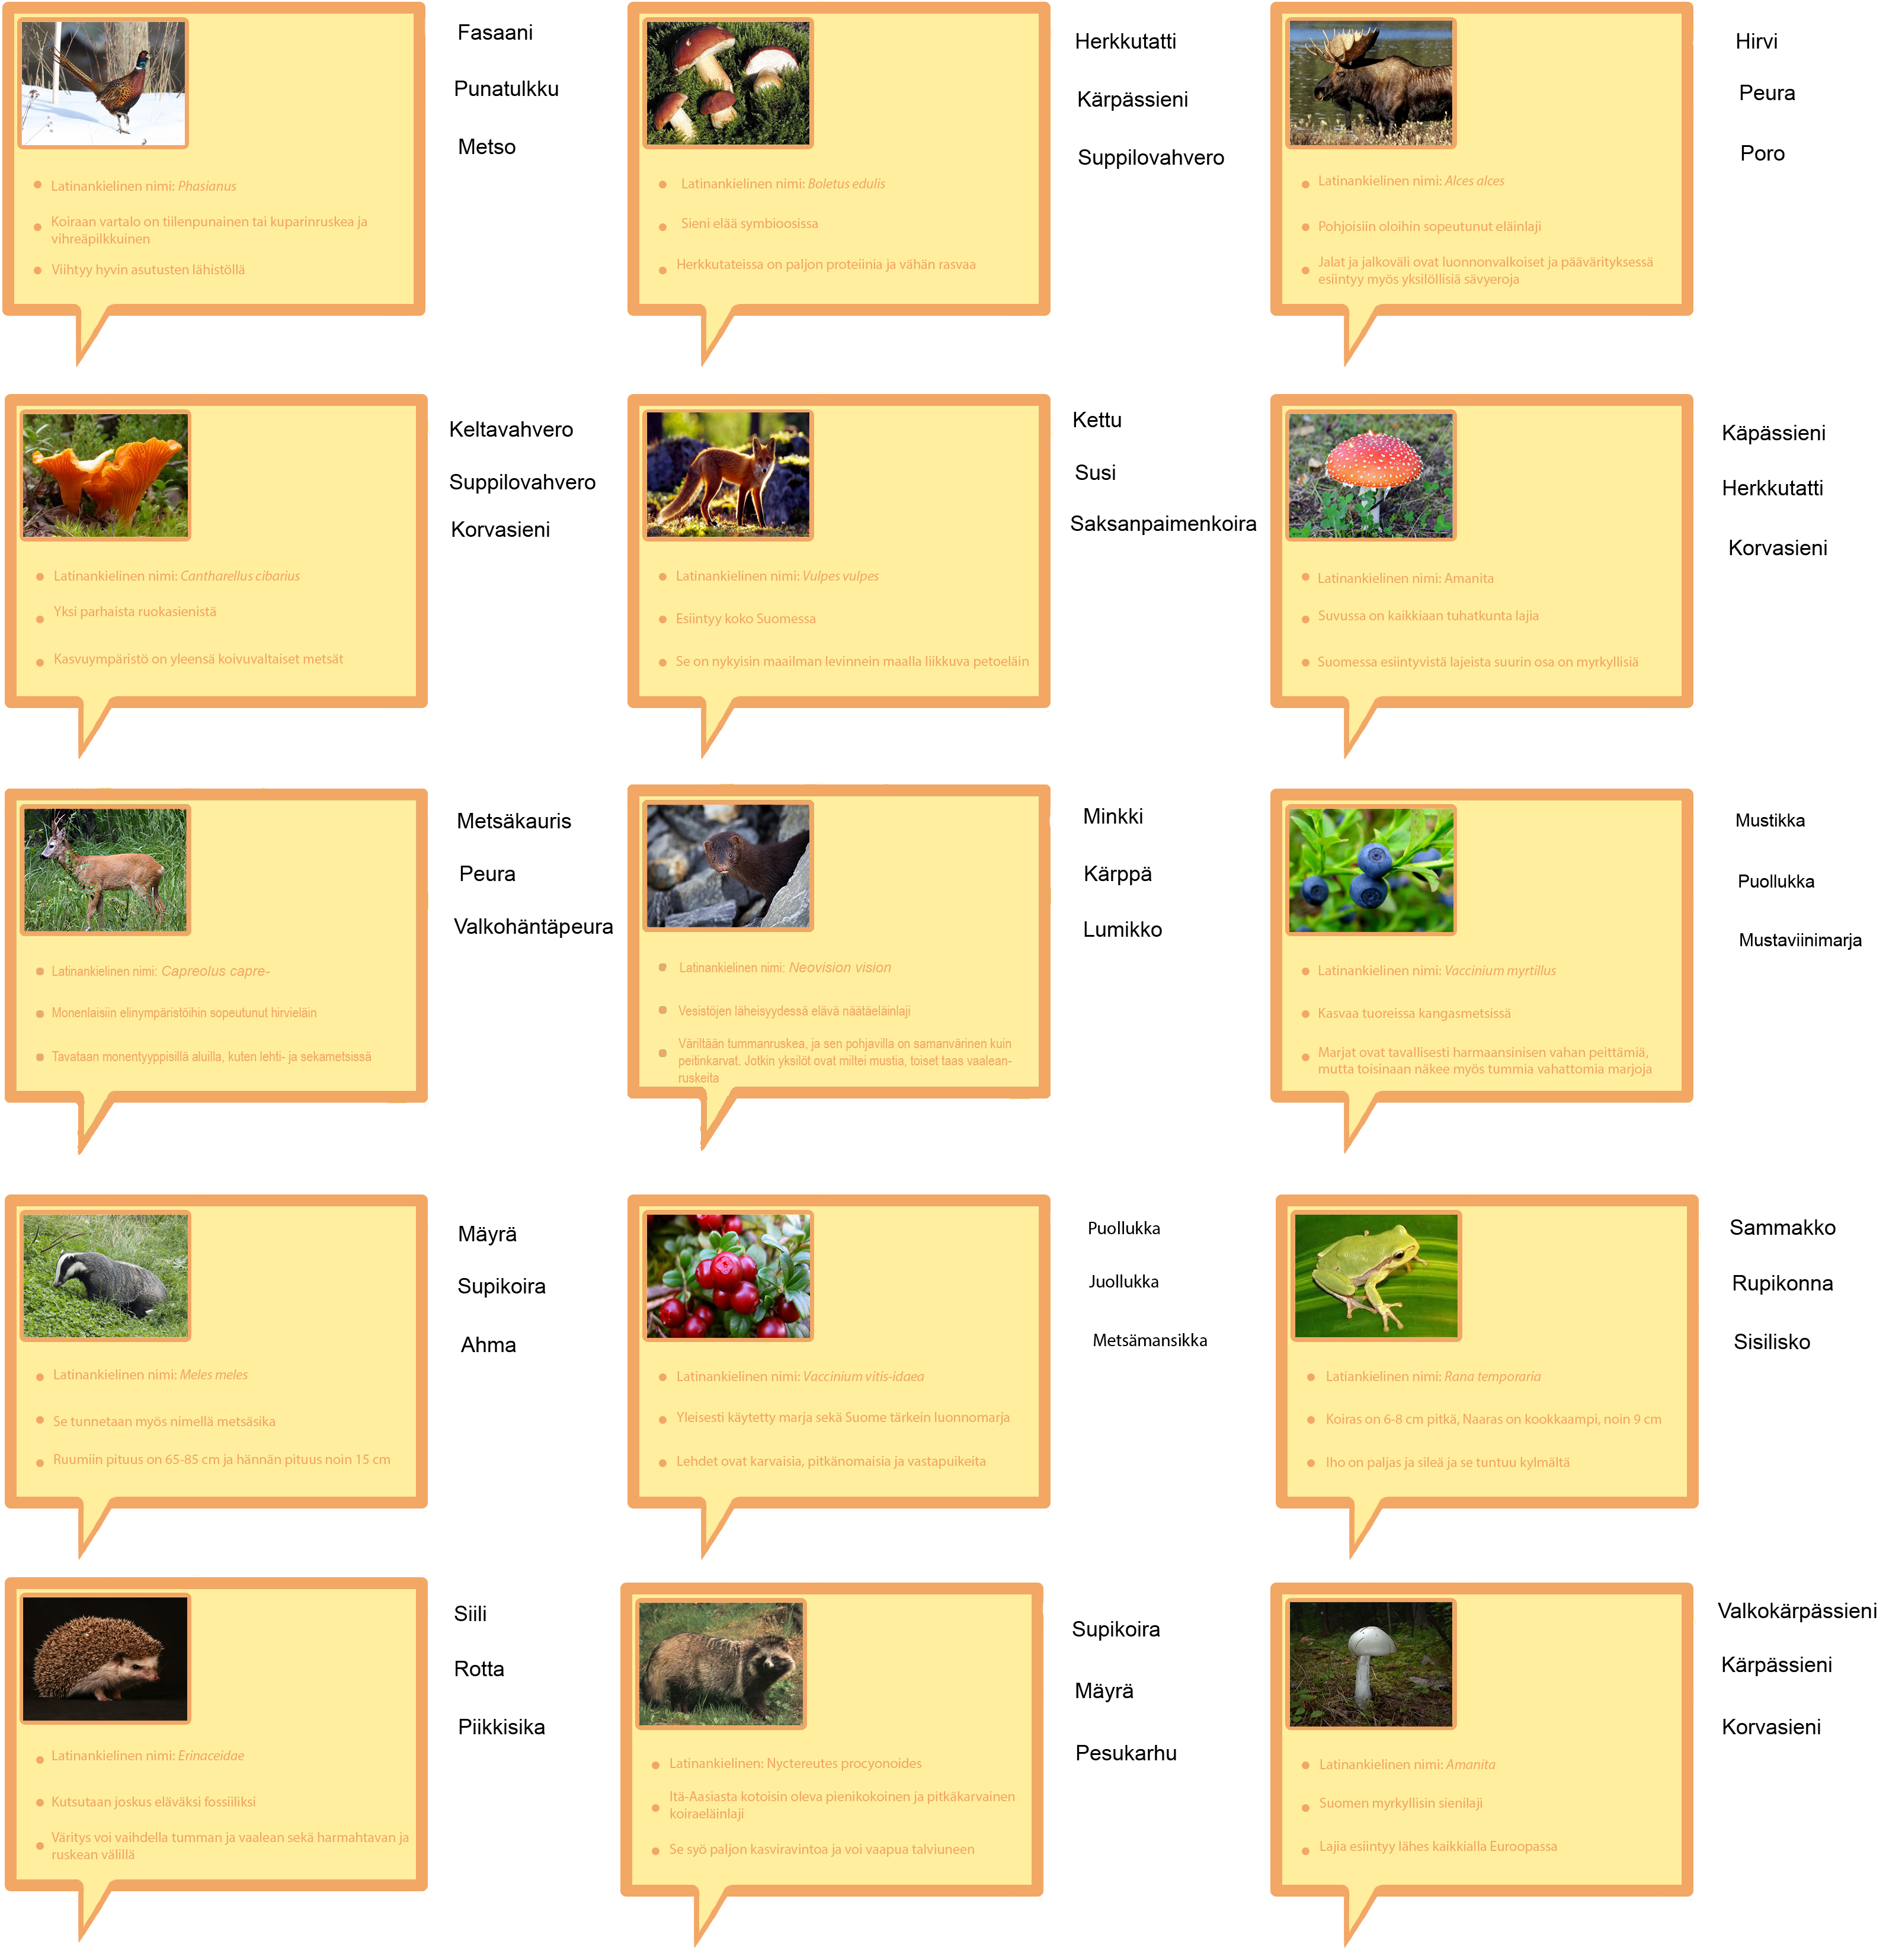 Latinankielinen nimi: Phasianus
Koiraan vartalo on tiilenpunainen tai kuparinruskea ja
vihreäpilkkuinen
Viihtyy hyvin asutusten lähistöllä
Fasaani
Punatulkku
Metso
Latinankielinen nimi: Boletus edulis
Sieni elää symbioosissa
Herkkutateissa on paljon proteiinia ja vähän rasvaa
Herkkutatti
Kärpässieni
Suppilovahvero
Latinankielinen nimi: Alces alces
Pohjoisiin oloihin sopeutunut eläinlaji
Jalat ja jalkoväli ovat luonnonvalkoiset ja päävärityksessä
esiintyy myös yksilöllisiä sävyeroja
Hirvi
Peura
Poro
Latinankielinen nimi: Cantharellus cibarius
Yksi parhaista ruokasienistä
Kasvuympäristö on yleensä koivuvaltaiset metsät
Keltavahvero
Suppilovahvero
Korvasieni
Latinankielinen nimi: Vulpes vulpes
Esiintyy koko Suomessa
Se on nykyisin maailman levinnein maalla liikkuva petoeläin
Kettu
Susi
Saksanpaimenkoira
Latinankielinen nimi: Amanita
Suvussa on kaikkiaan tuhatkunta lajia
Suomessa esiintyvistä lajeista suurin osa on myrkyllisiä
Käpässieni
Herkkutatti
Korvasieni
Latinankielinen nimi: Capreolus capre-
Monenlaisiin elinympäristöihin sopeutunut hirvieläin
Tavataan monentyyppisillä aluilla, kuten lehti- ja sekametsissä
Metsäkauris
Peura
Valkohäntäpeura
Latinankielinen nimi: Neovision vision
Vesistöjen läheisyydessä elävä näätäeläinlaji
Väriltään tummanruskea, ja sen pohjavilla on samanvärinen kuin
peitinkarvat. Jotkin yksilöt ovat miltei mustia, toiset taas vaalean-
ruskeita
Minkki
Kärppä
Lumikko
Latinankielinen nimi: Vaccinium myrtillus
Kasvaa tuoreissa kangasmetsissä
Marjat ovat tavallisesti harmaansinisen vahan peittämiä,
mutta toisinaan näkee myös tummia vahattomia marjoja
Mustikka
Puollukka
Mustaviinimarja
Latinankielinen nimi: Meles meles
Se tunnetaan myös nimellä metsäsika
Ruumiin pituus on 65-85 cm ja hännän pituus noin 15 cm
Mäyrä
Supikoira
Ahma
Latinankielinen nimi: Vaccinium vitis-idaea
Yleisesti käytetty marja sekä Suome tärkein luonnomarja
Lehdet ovat karvaisia, pitkänomaisia ja vastapuikeita
Puollukka
Juollukka
Metsämansikka
Latiankielinen nimi: Rana temporaria
Koiras on 6-8 cm pitkä, Naaras on kookkaampi, noin 9 cm
Iho on paljas ja sileä ja se tuntuu kylmältä
Sammakko
Rupikonna
Sisilisko
Latinankielinen nimi: Erinaceidae
Kutsutaan joskus eläväksi fossiiliksi
Väritys voi vaihdella tumman ja vaalean sekä harmahtavan ja
ruskean välillä
Siili
Rotta
Piikkisika
Latinankielinen: Nyctereutes procyonoides
Itä-Aasiasta kotoisin oleva pienikokoinen ja pitkäkarvainen
koiraeläinlaji
Se syö paljon kasviravintoa ja voi vaapua talviuneen
Supikoira
Mäyrä
Pesukarhu
Latinankielinen nimi: Amanita
Suomen myrkyllisin sienilaji
Lajia esiintyy lähes kaikkialla Euroopassa
Valkokärpässieni
Kärpässieni
Korvasieni